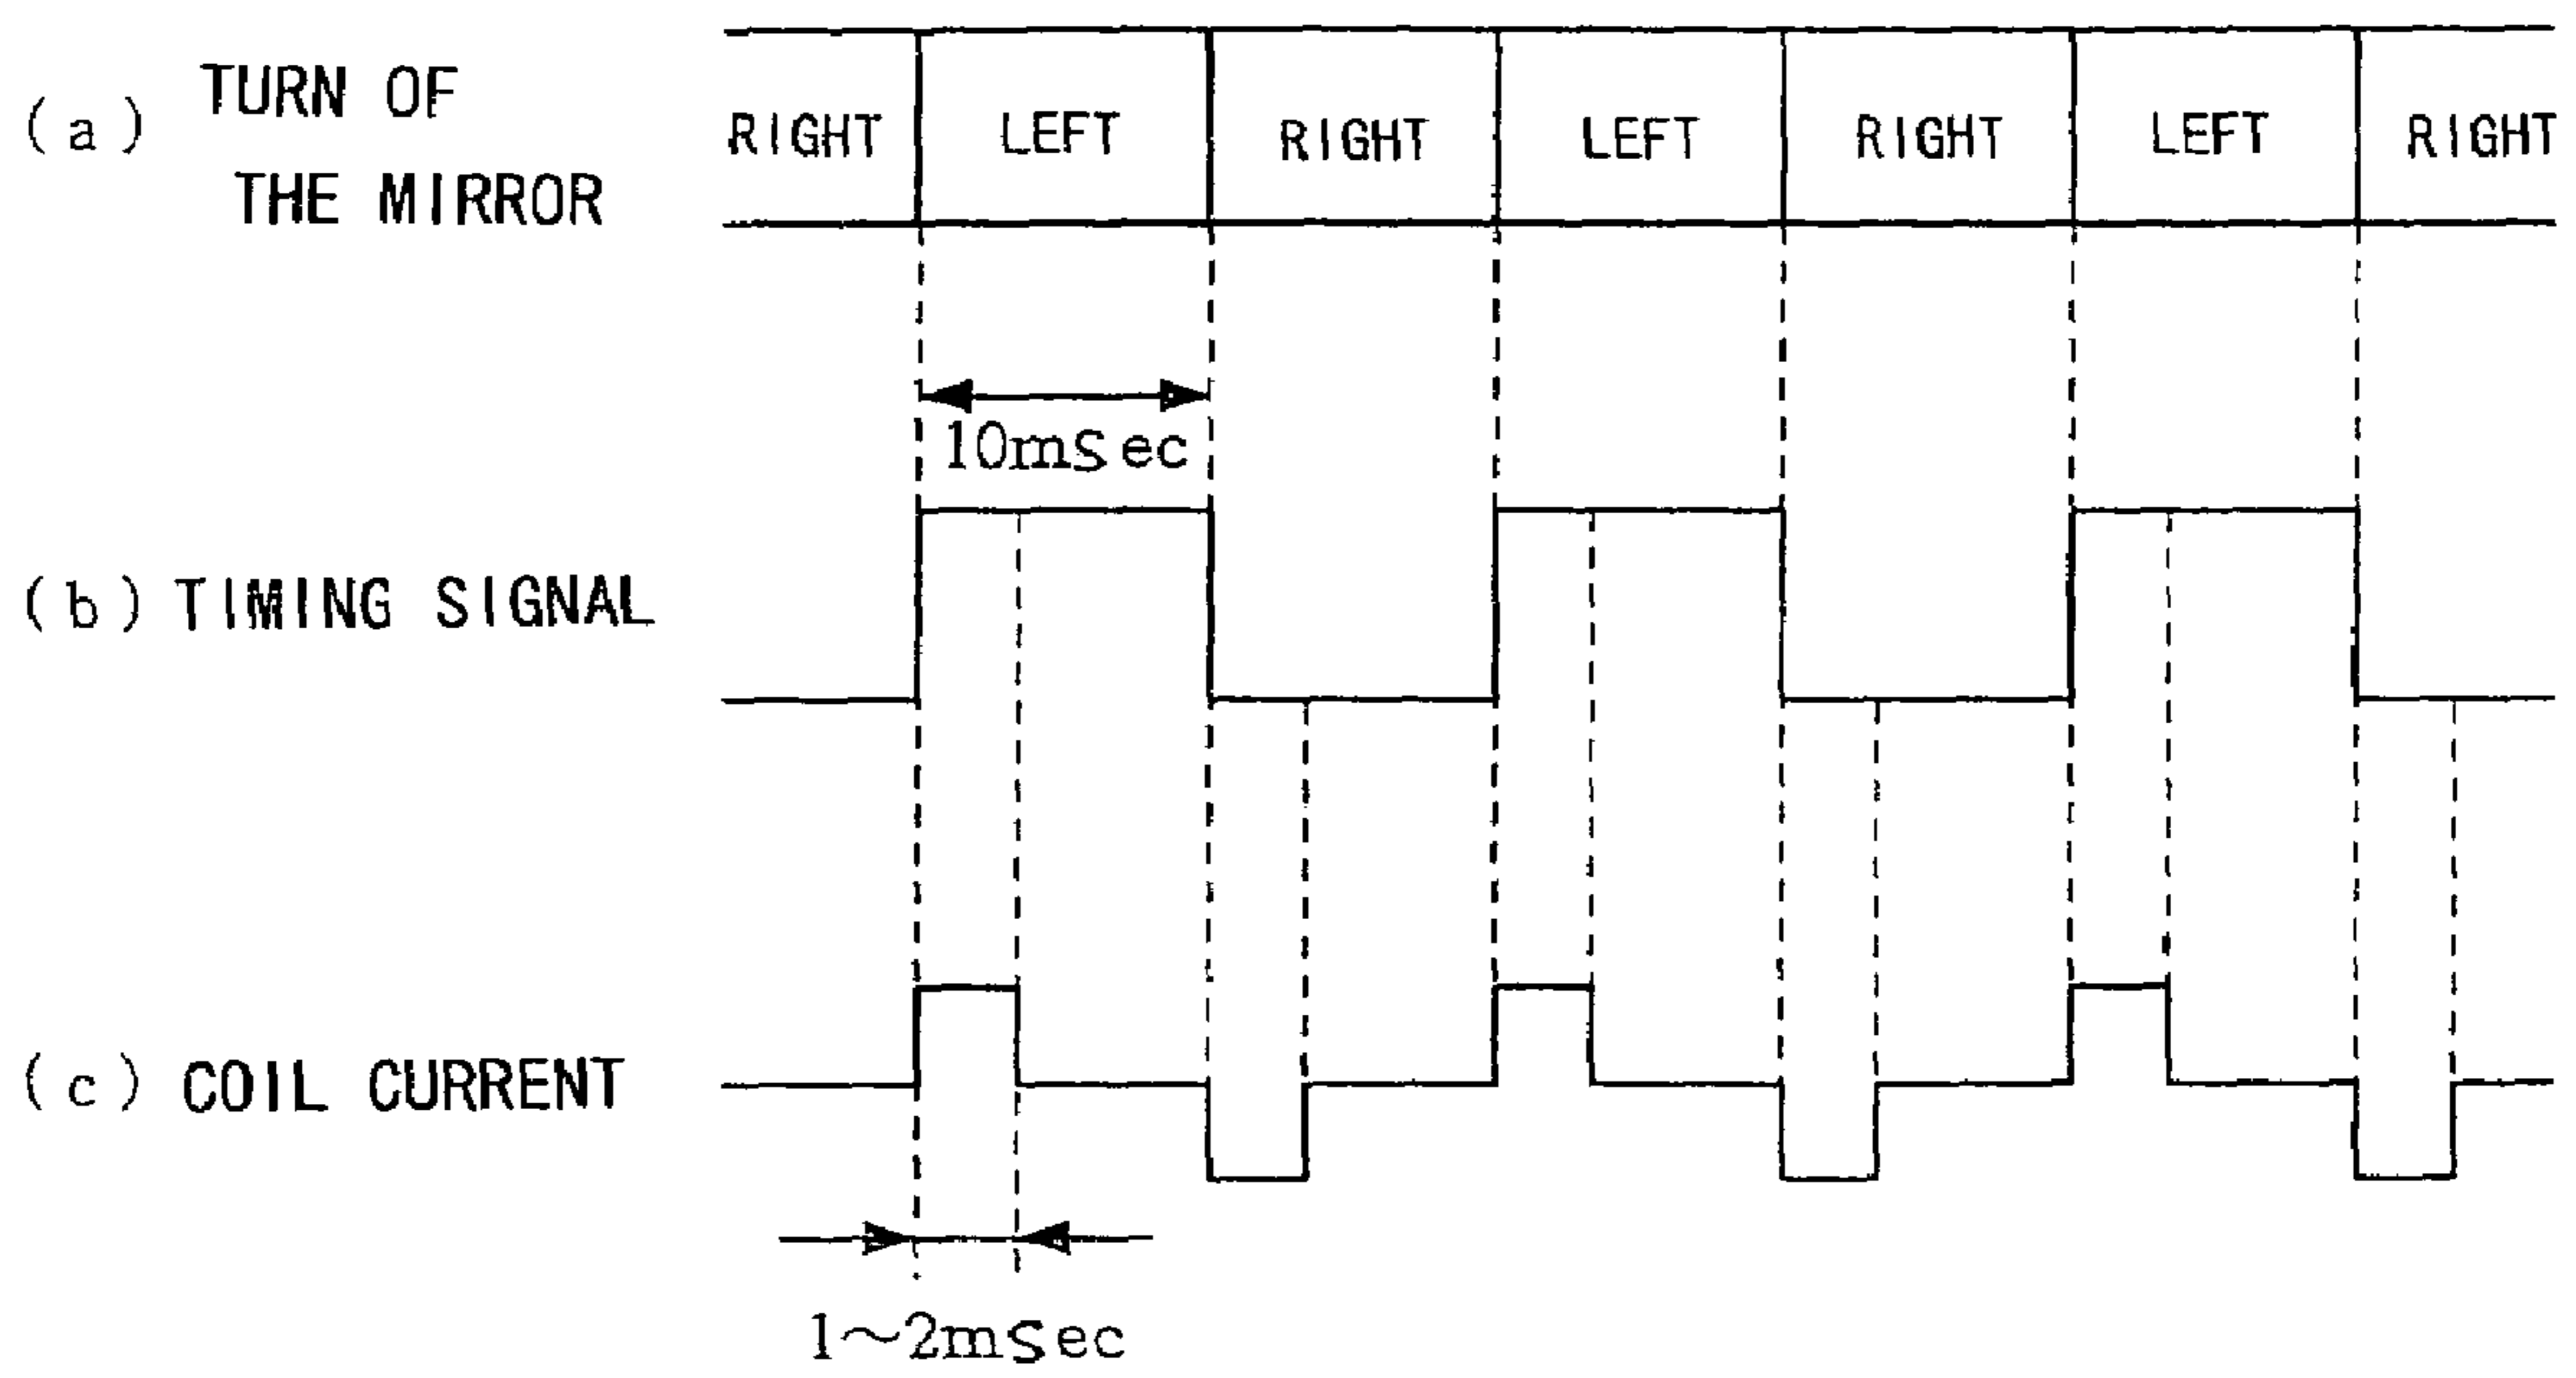 (a) TURN OF
THE MIRROR
RIGHT LEFT RIGHT LEFT RIGHT LEFT RIGHT
10msec
(b) TIMING SIGNAL
(c) COIL CURRENT
1~2msec